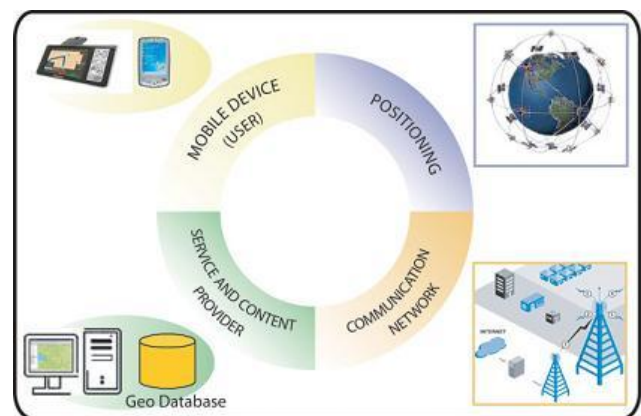 MOBILE DEVICE
(USER)
POSITIONING
SERVICE AND CONTENT
PROVIDER
COMMUNICATION
NETWORK
INTERNET
Geo Database